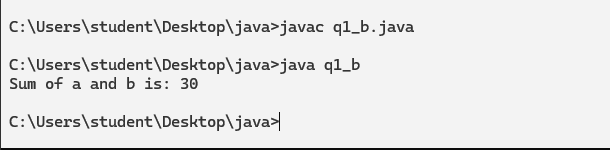 C:\Users\student\Desktop\java>javac q1_b.java
C:\Users\student\Desktop\java>java q1_b
Sum of a and b is: 30
C:\Users\student\Desktop\java>